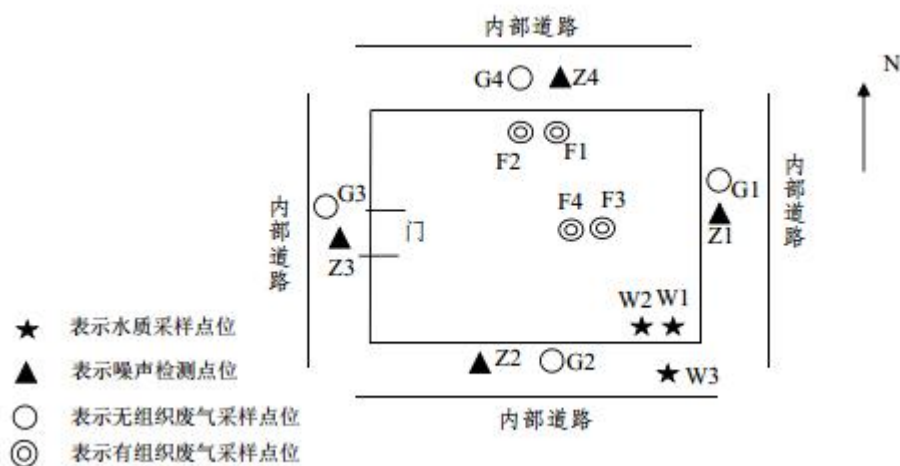 内部道路
N
G4
Z4
F2
F1
G3
G1
内部道路
内部道路
F4
F3
门
Z3
Z1
W2
W1
表示水质采样点位
Z2
G2
W3
表示噪声检测点位
内部道路
表示无组织废气采样点位
表示有组织废气采样点位